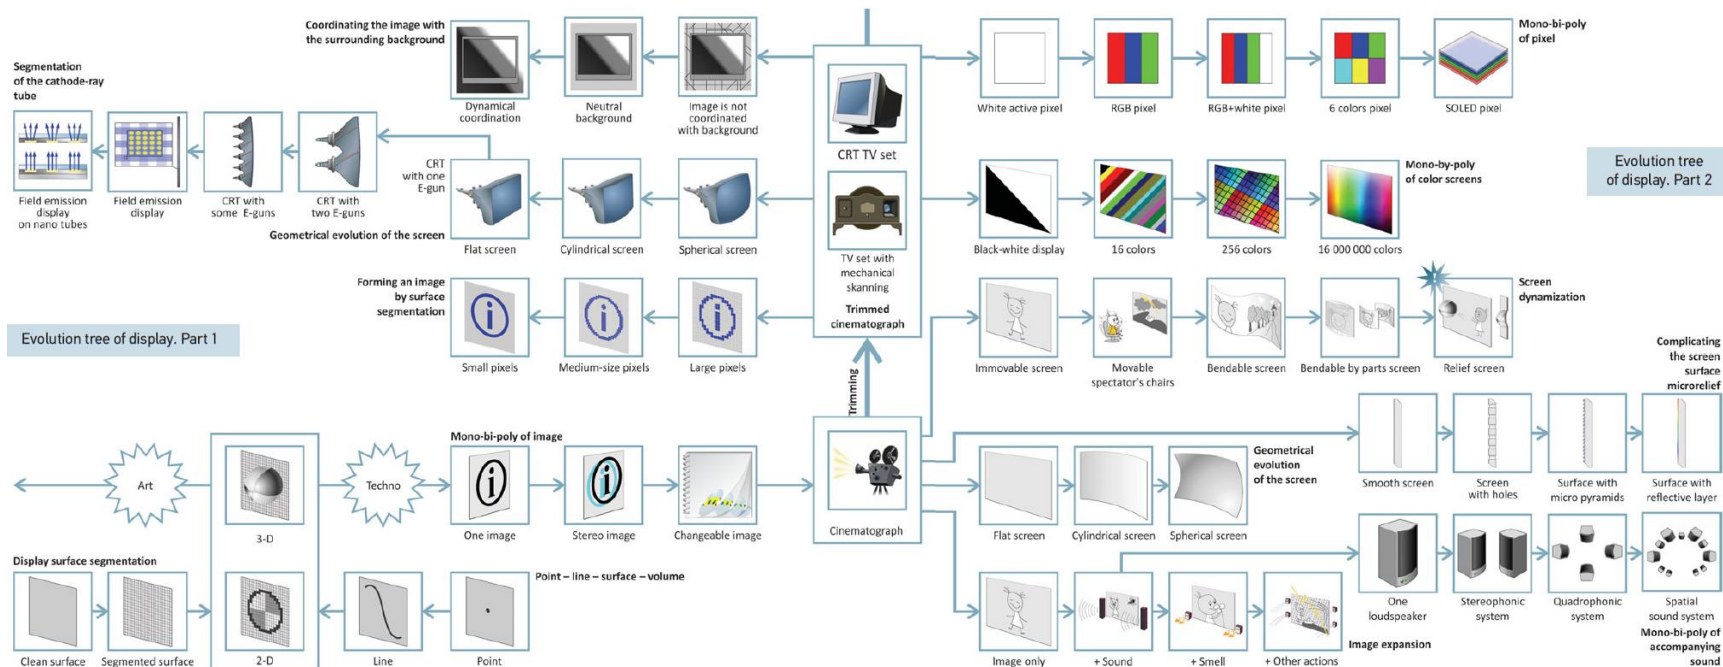 Coordinating the image with
the surrounding background
Dynamical
coordination
Neutral
background
Image is not
coordinated
with background
CRT TV set
White active pixel
RGB pixel
RGB+white pixel
6 colors pixel
SOLED pixel
Mono-bi-poly
of pixel
Segmentation
of the cathode-ray
tube
Field emission
display
on nano tubes
Field emission
display
CRT with
some E-guns
CRT with
two E-guns
CRT
with one
E-gun
Geometrical evolution of the screen
Flat screen
Cylindrical screen
Spherical screen
TV set with
mechanical
skanning
Trimmed
cinematograph
Black-white display
16 colors
256 colors
16 000 000 colors
Mono-by-poly
of color screens
Evolution tree
of display. Part 2
Forming an image
by surface
segmentation
Small pixels
Medium-size pixels
Large pixels
Evolution tree of display. Part 1
Immovable screen
Movable
spectator's chairs
Bendable screen
Bendable by parts screen
Relief screen
Screen
dynamization
Trimming
Complicating
the screen
surface
microrelief
Smooth screen
Screen
with holes
Surface with
micro pyramids
Surface with
reflective layer
Art
3-D
Techno
Mono-bi-poly of image
One image
Stereo image
Changeable image
Cinematograph
Flat screen
Cylindrical screen
Spherical screen
Geometrical
evolution
of the screen
Display surface segmentation
Clean surface
Segmented surface
2-D
Line
Point
Point – line – surface – volume
Image only
+ Sound
+ Smell
+ Other actions
Image expansion
One
loudspeaker
Stereophonic
system
Quadrophonic
system
Spatial
sound system
Mono-bi-poly of
accompanying
sound